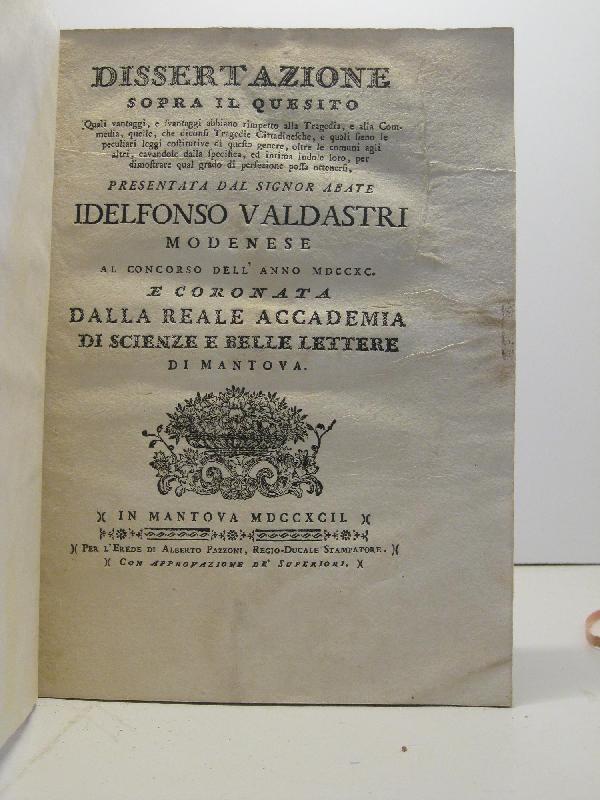 DISSERTAZIONE
SOPRA IL QUESITO
Quali vantaggi, e svantaggi abbiano rimpetto alla Tragedia, e alla Com-
media, quelle, che diconsi Tragedie Cittadinesche, e quali sieno le
peculiari leggi costitutive di questo genere, oltre le comuni agli
altri, cavandole dalla specifica, ed intima Indole loro, per
dimostrare qual grado di perfezione possa ottenersi,
PRESENTATA DAL SIGNOR ABATE
IDELFONSO VALDASTRI
MODENESE
AL CONCORSO DELL' ANNO MDCCXC.
E CORONATA
DALLA REALE ACCADEMIA
DI SCIENZE E BELLE LETTERE
DI MANTOVA.
IN MANTOVA MDCCXCII.
PER L'EREDE DI ALBERTO PAZZONI, REGIO-DUCALE STAMPATORE.
CON APPROVAZIONE DE' SUPERIORI.